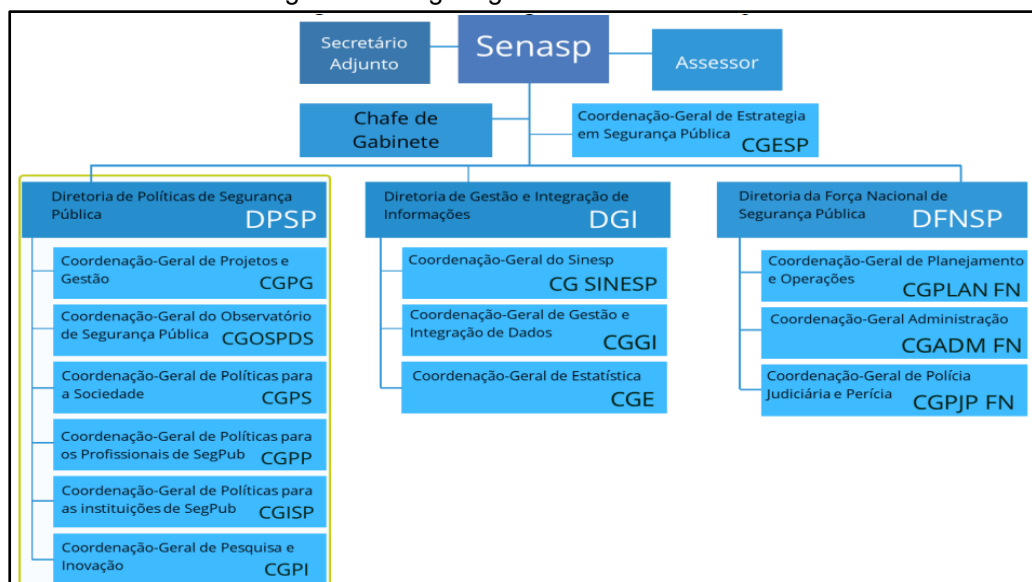 Secretário
Adjunto
Senasp
Assessor
Chafe de
Gabinete
Coordenação-Geral de Estrategia
em Segurança Pública
CGESP
Diretoria de Políticas de Segurança
Pública
DPSP
Coordenação-Geral de Projetos e
Gestão
CGPG
Coordenação-Geral do Observatório
de Segurança Pública
CGOSPDS
Coordenação-Geral de Políticas para
a Sociedade
CGPS
Coordenação-Geral de Políticas para
os Profissionais de SegPub
CGPP
Coordenação-Geral de Políticas para
as instituições de SegPub
CGISP
Coordenação-Geral de Pesquisa e
Inovação
CGPI
Diretoria de Gestão e Integração de
Informações
DGI
Coordenação-Geral do Sinesp
CG SINESP
Coordenação-Geral de Gestão e
Integração de Dados
CGGI
Coordenação-Geral de Estatística
CGE
Diretoria da Força Nacional de
Segurança Pública
DFNSP
Coordenação-Geral de Planejamento
e Operações
CGPLAN FN
Coordenação-Geral Administração
CGADM FN
Coordenação-Geral de Polícia
Judiciária e Perícia
CGPJP FN